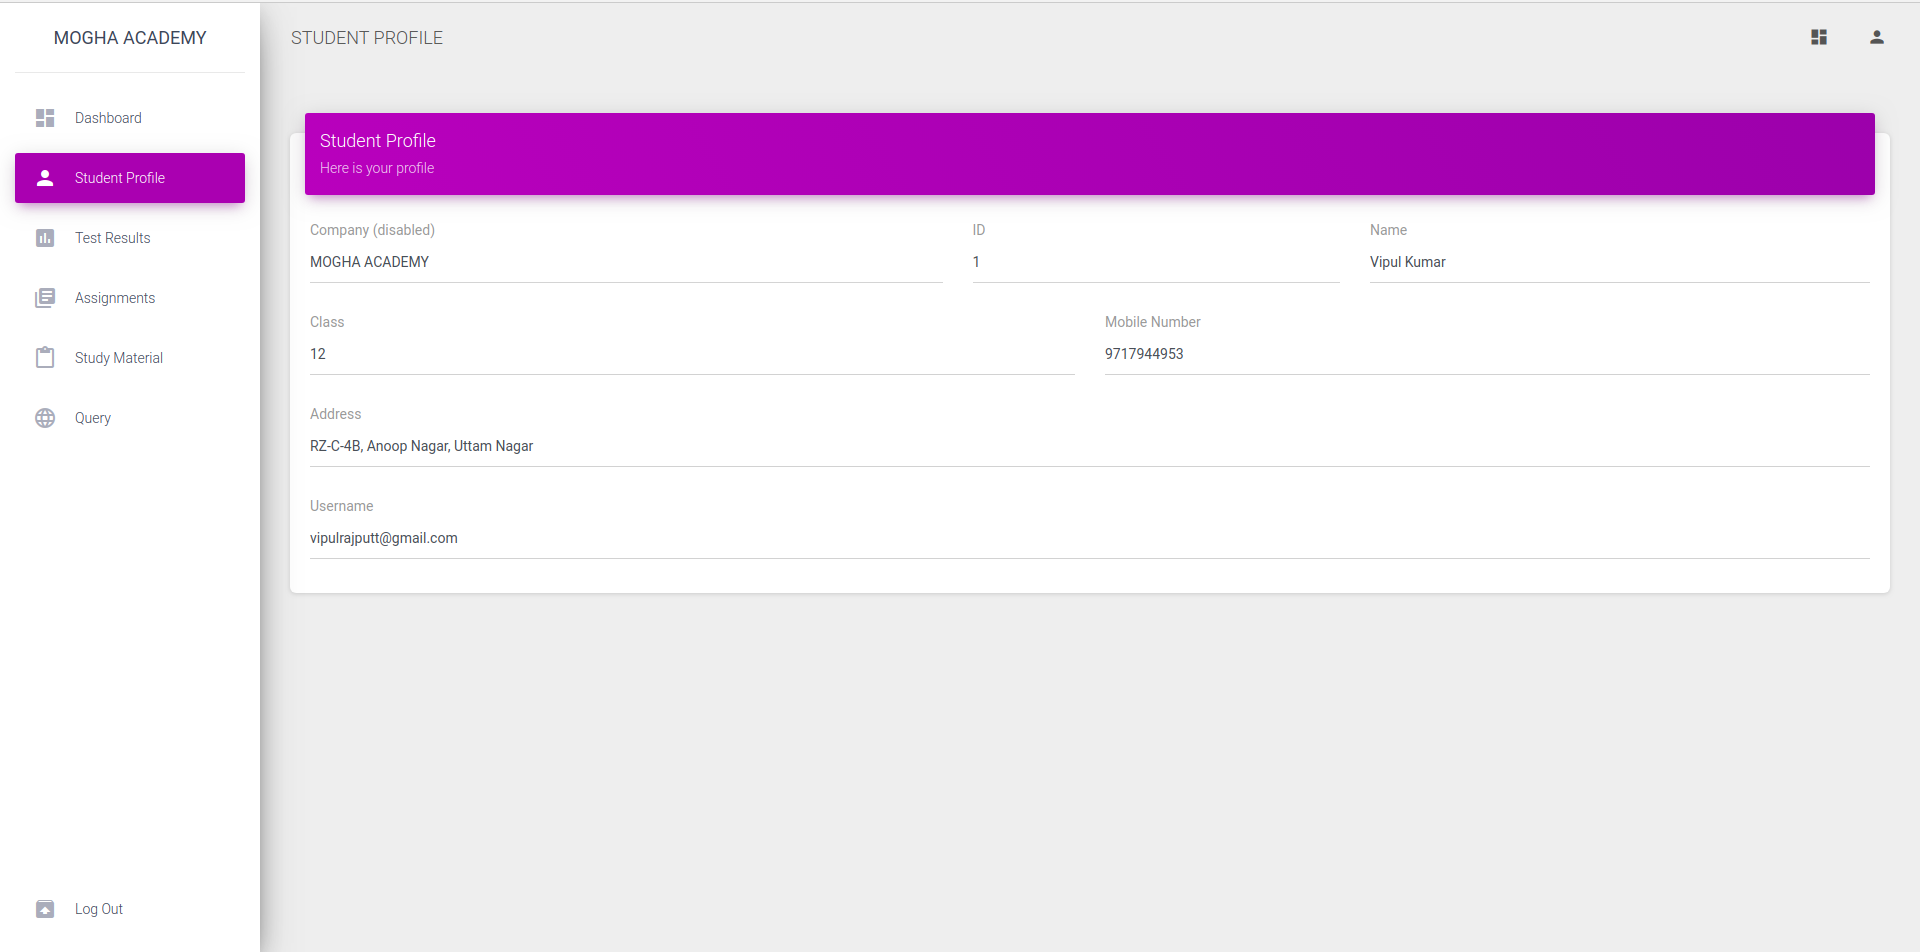 MOGHA ACADEMY
STUDENT PROFILE
Dashboard
Student Profile
Test Results
Assignments
Study Material
Query
Log Out
Student Profile
Here is your profile
Company (disabled)
MOGHA ACADEMY
ID
1
Name
Vipul Kumar
Class
12
Mobile Number
9717944953
Address
RZ-C-4B, Anoop Nagar, Uttam Nagar
Username
vipulrajputt@gmail.com